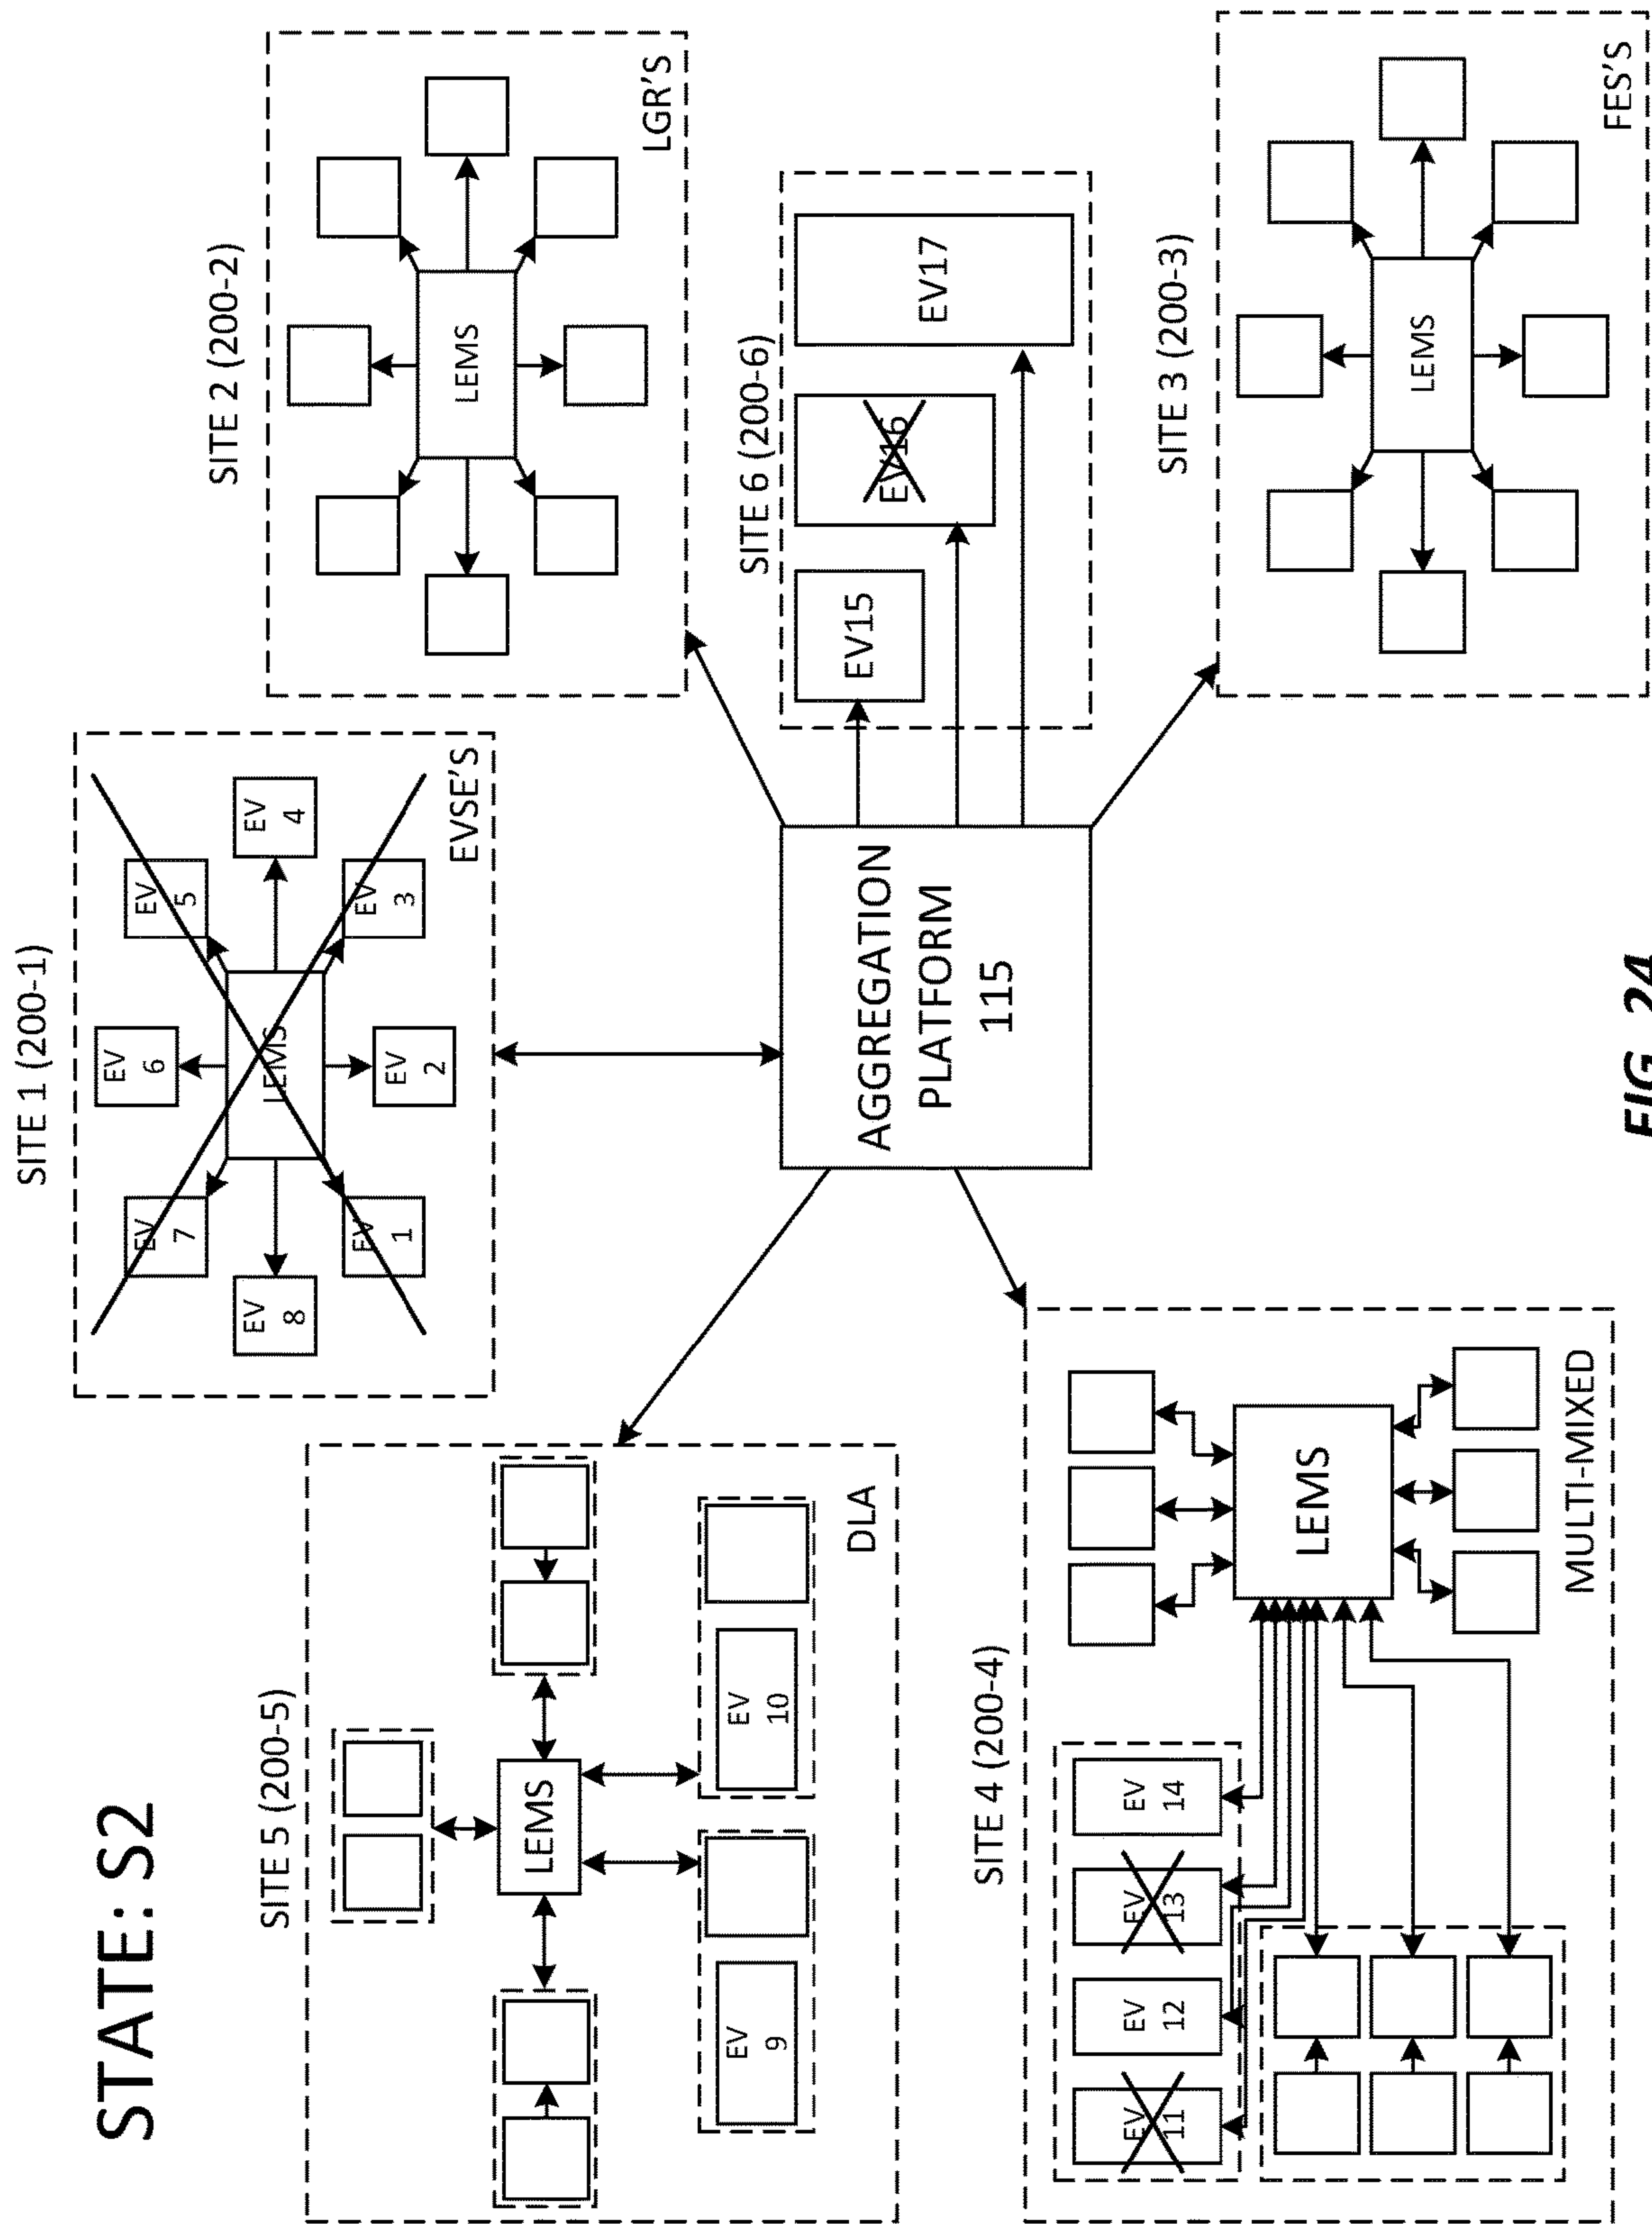 STATE: S2
SITE 1 (200-1)
EV
7
EV
6
EV
5
EV
8
LEMS
EV
4
EV
1
EV
2
EV
3
EVSE'S
SITE 2 (200-2)
LEMS
LGR'S
SITE 5 (200-5)
LEMS
EV
9
EV
10
DLA
AGGREGATION
PLATFORM
115
SITE 6 (200-6)
EV15
EV16
EV17
SITE 4 (200-4)
EV
11
EV
12
EV
13
EV
14
LEMS
MULTI-MIXED
SITE 3 (200-3)
LEMS
FES'S
FIG. 24